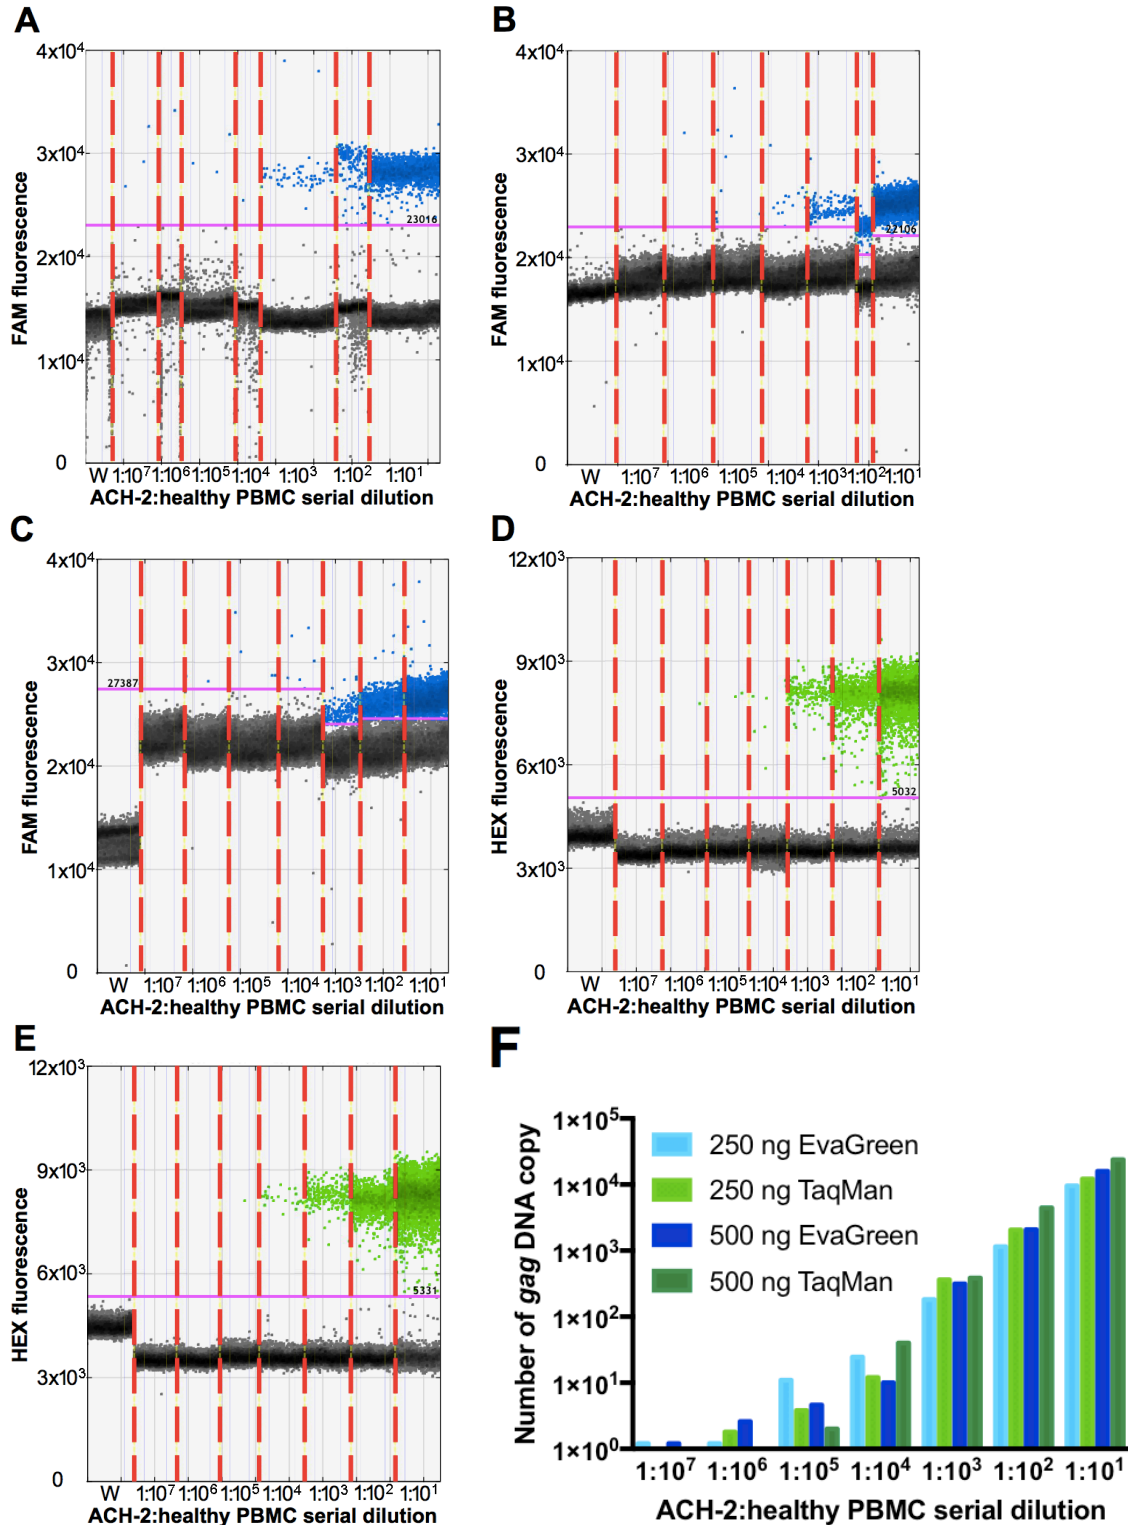 A
4x10⁴
3x10⁴
2x10⁴
1x10⁴
0
FAM fluorescence
23016
W 1:10⁷ 1:10⁶ 1:10⁵ 1:10⁴ 1:10³ 1:10² 1:10¹
ACH-2:healthy PBMC serial dilution
B
4x10⁴
3x10⁴
2x10⁴
1x10⁴
0
FAM fluorescence
22106
W 1:10⁷ 1:10⁶ 1:10⁵ 1:10⁴ 1:10³ 1:10² 1:10¹
ACH-2:healthy PBMC serial dilution
C
4x10⁴
3x10⁴
2x10⁴
1x10⁴
0
FAM fluorescence
27387
W 1:10⁷ 1:10⁶ 1:10⁵ 1:10⁴ 1:10³ 1:10² 1:10¹
ACH-2:healthy PBMC serial dilution
D
12x10³
9x10³
6x10³
3x10³
0
HEX fluorescence
5032
W 1:10⁷ 1:10⁶ 1:10⁵ 1:10⁴ 1:10³ 1:10² 1:10¹
ACH-2:healthy PBMC serial dilution
E
12x10³
9x10³
6x10³
3x10³
0
HEX fluorescence
5331
W 1:10⁷ 1:10⁶ 1:10⁵ 1:10⁴ 1:10³ 1:10² 1:10¹
ACH-2:healthy PBMC serial dilution
F
1×10⁵
1×10⁴
1×10³
1×10²
1×10¹
1×10⁰
Number of gag DNA copy
250 ng EvaGreen
250 ng TaqMan
500 ng EvaGreen
500 ng TaqMan
1:10⁷ 1:10⁶ 1:10⁵ 1:10⁴ 1:10³ 1:10² 1:10¹
ACH-2:healthy PBMC serial dilution